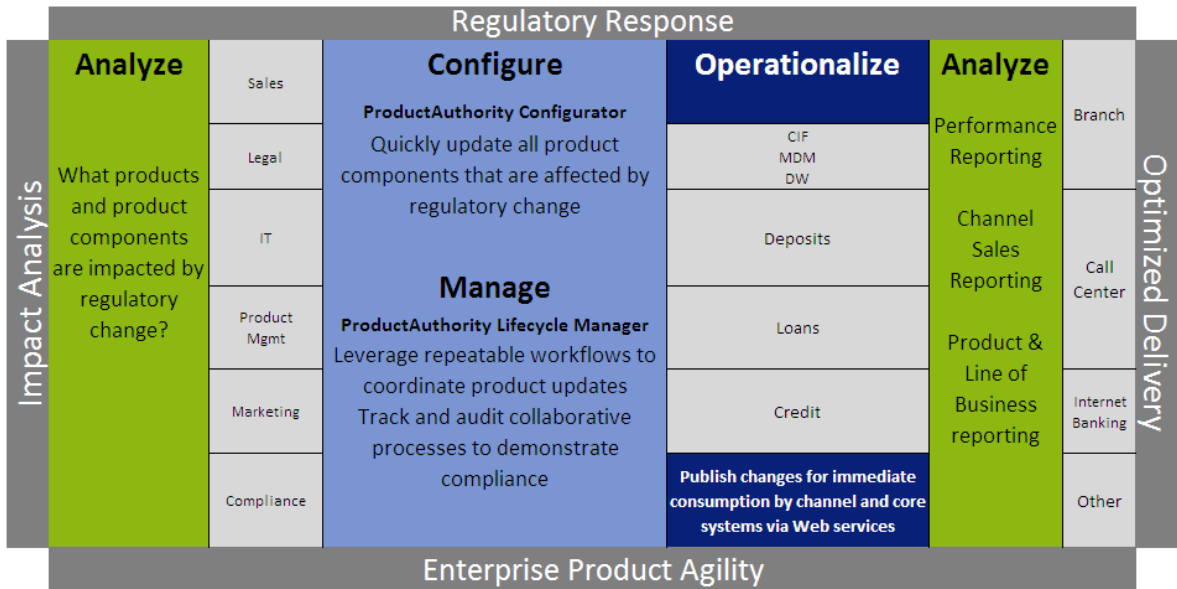 Regulatory Response
Impact Analysis
Analyze
What products
and product
components
are impacted by
regulatory
change?
Sales
Legal
IT
Product
Mgmt
Marketing
Compliance
Configure
ProductAuthority Configurator
Quickly update all product
components that are affected by
regulatory change
Manage
ProductAuthority Lifecycle Manager
Leverage repeatable workflows to
coordinate product updates
Track and audit collaborative
processes to demonstrate
compliance
Operationalize
CIF
MDM
DW
Deposits
Loans
Credit
Publish changes for immediate
consumption by channel and core
systems via Web services
Analyze
Performance
Reporting
Channel
Sales
Reporting
Product &
Line of
Business
reporting
Branch
Call
Center
Internet
Banking
Other
Optimized Delivery
Enterprise Product Agility